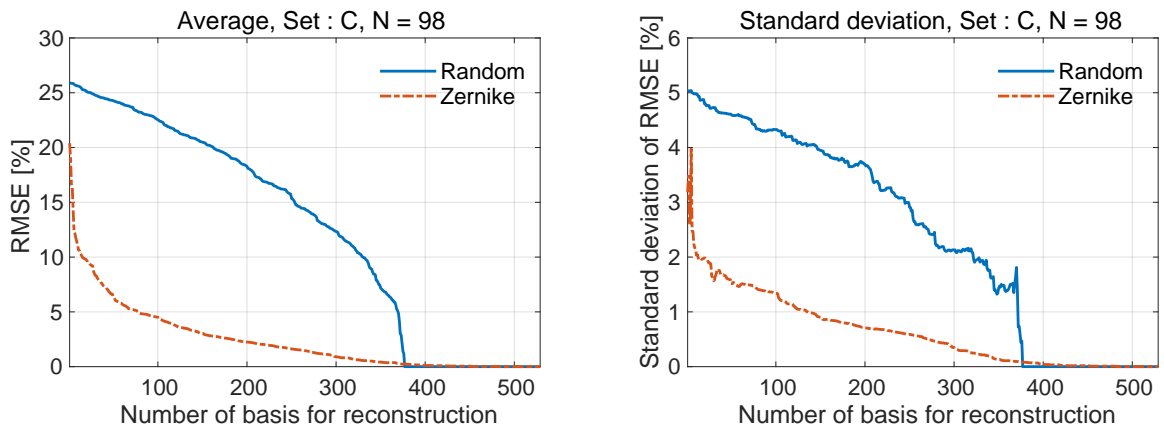 Average, Set : C, N = 98
RMSE [%]
30
25
20
15
10
5
0
Random
Zernike
100 200 300 400 500
Number of basis for reconstruction
Standard deviation, Set : C, N = 98
Standard deviation of RMSE [%]
6
5
4
3
2
1
0
Random
Zernike
100 200 300 400 500
Number of basis for reconstruction